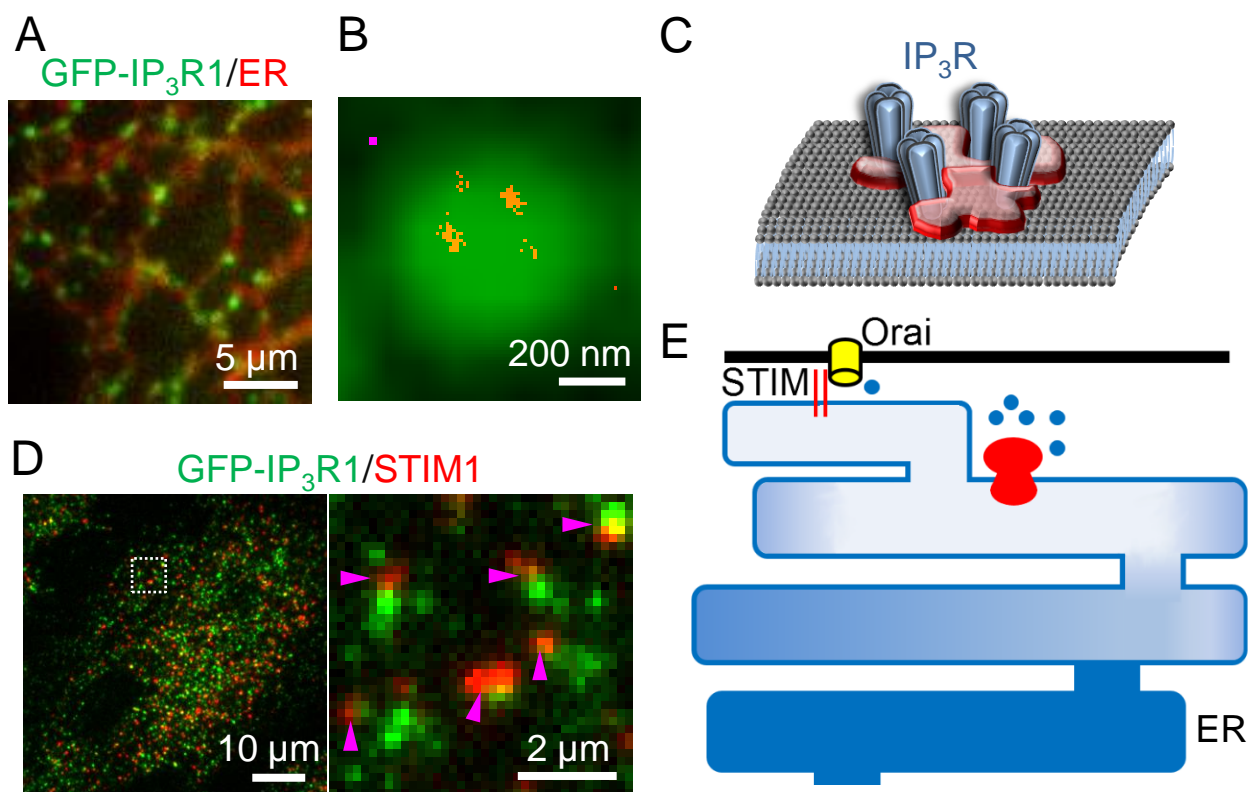 A
GFP-IP₃R1/ER
5 µm
B
200 nm
C
IP₃R
D
GFP-IP₃R1/STIM1
10 µm
2 µm
E
Orai
STIM
ER